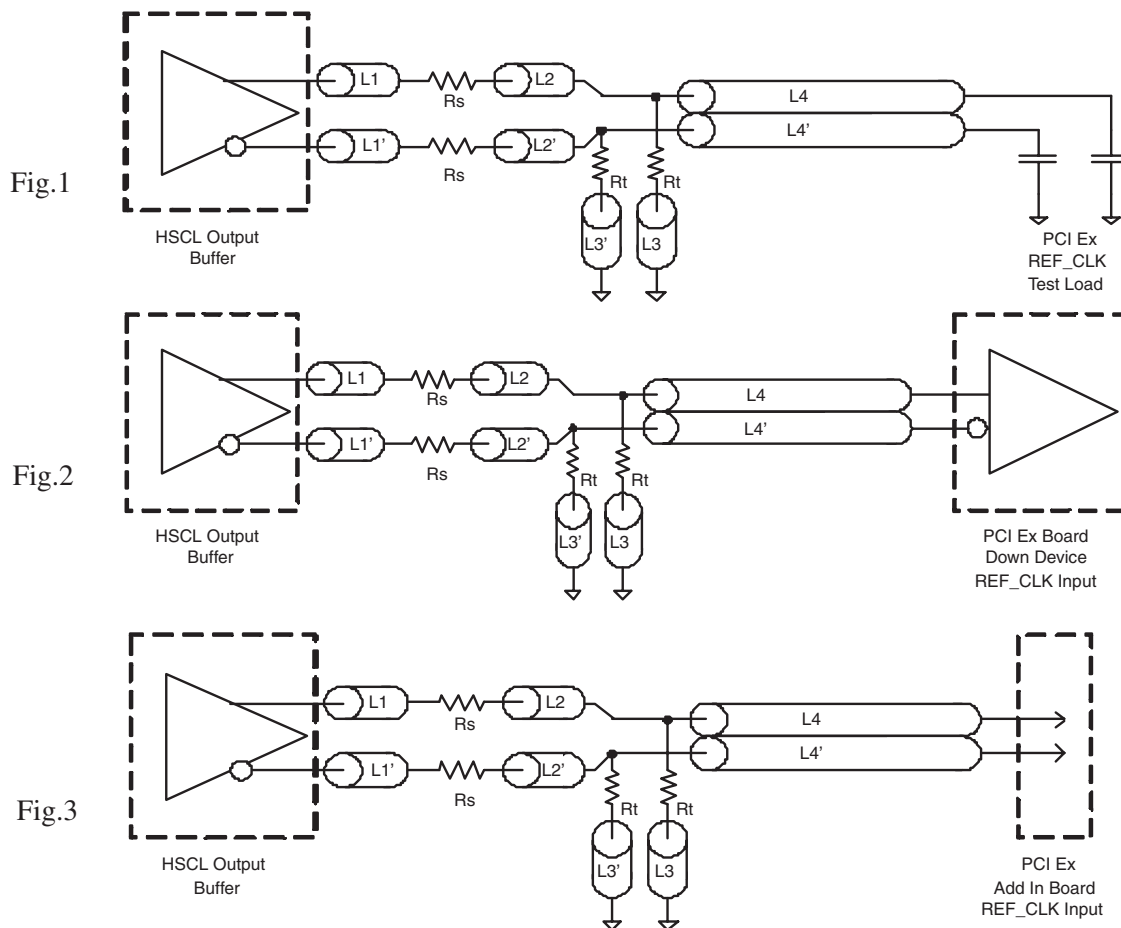 L1
L2
L4
Rs
L1'
L2'
L4'
Rs
Rt
Rt
L3'
L3
Fig.1
HSCL Output
Buffer
PCI Ex
REF_CLK
Test Load
L1
L2
L4
Rs
L1'
L2'
L4'
Rs
Rt
Rt
L3'
L3
Fig.2
HSCL Output
Buffer
PCI Ex Board
Down Device
REF_CLK Input
L1
L2
L4
Rs
L1'
L2'
L4'
Rs
Rt
Rt
L3'
L3
Fig.3
HSCL Output
Buffer
PCI Ex
Add In Board
REF_CLK Input